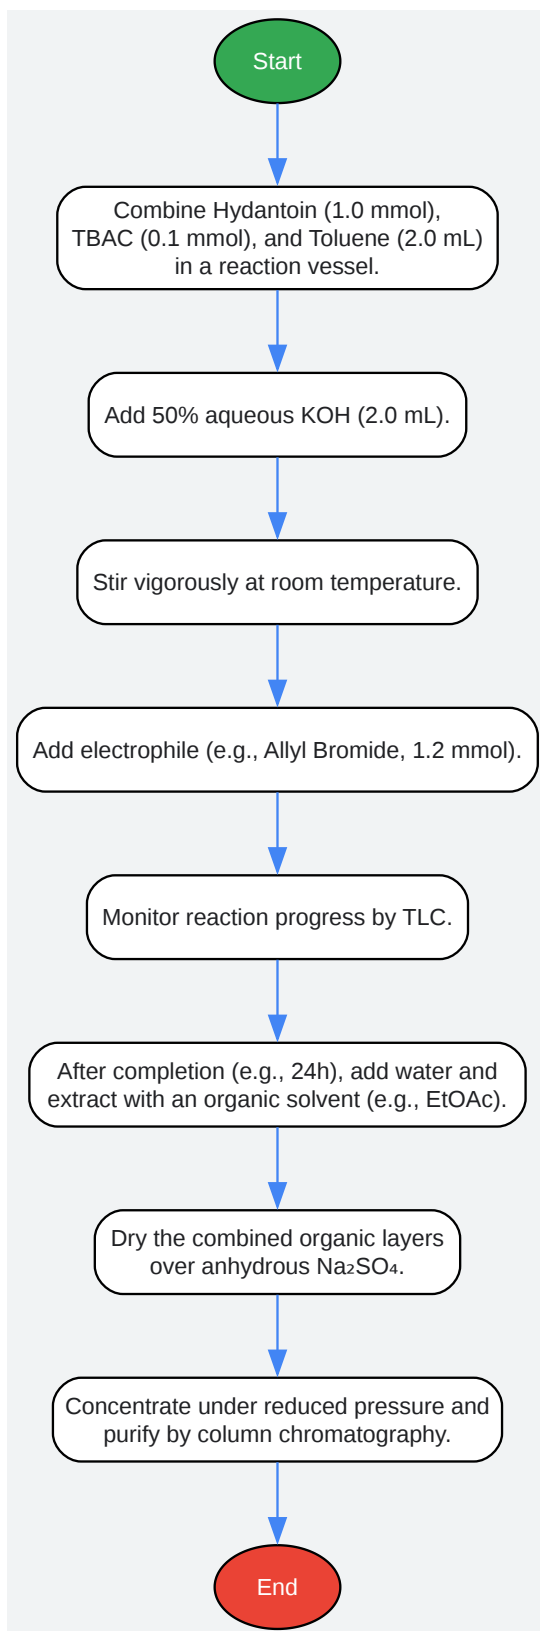 Start
Combine Hydantoin (1.0 mmol),
TBAC (0.1 mmol), and Toluene (2.0 mL)
in a reaction vessel.
Add 50% aqueous KOH (2.0 mL).
Stir vigorously at room temperature.
Add electrophile (e.g., Allyl Bromide, 1.2 mmol).
Monitor reaction progress by TLC.
After completion (e.g., 24h), add water and
extract with an organic solvent (e.g., EtOAc).
Dry the combined organic layers
over anhydrous Na₂SO₄.
Concentrate under reduced pressure and
purify by column chromatography.
End